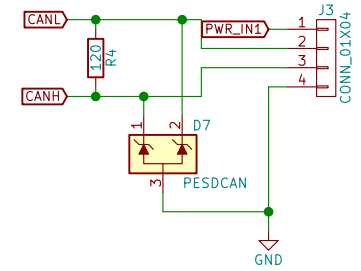 CANL
J3
PWR_IN1
1
2
3
4
CONN_01X04
120
R4
CANH
1
2
D7
3
PESDCAN
GND